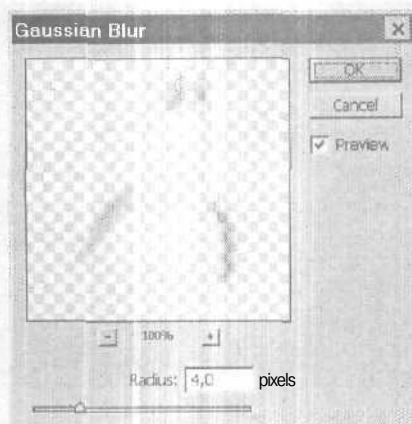 Gaussian Blur
OK
Cancel
Preview
100%
Radius: 4,0 pixels